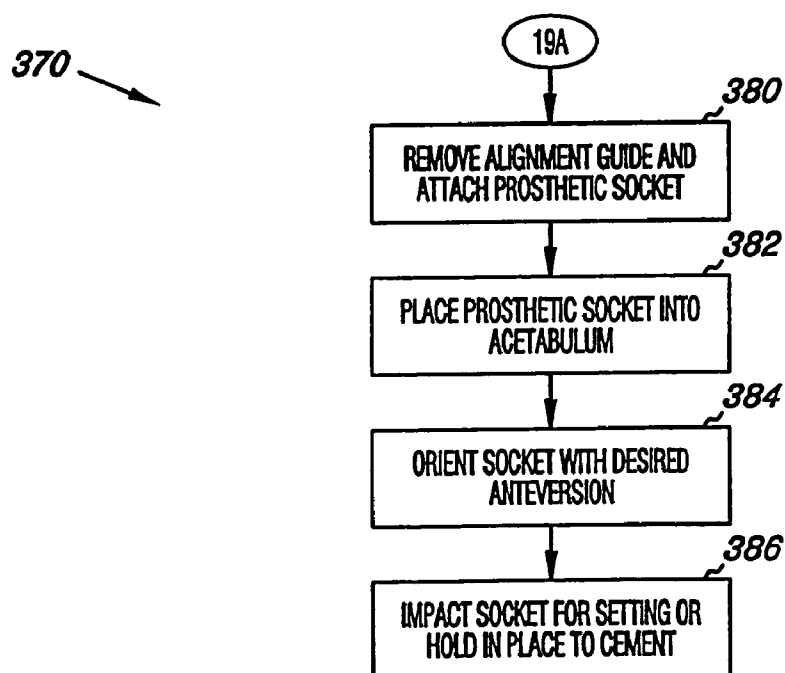 370
19A
380
REMOVE ALIGNMENT GUIDE AND
ATTACH PROSTHETIC SOCKET
382
PLACE PROSTHETIC SOCKET INTO
ACETABULUM
384
ORIENT SOCKET WITH DESIRED
ANTEVERSION
386
IMPACT SOCKET FOR SETTING OR
HOLD IN PLACE TO CEMENT